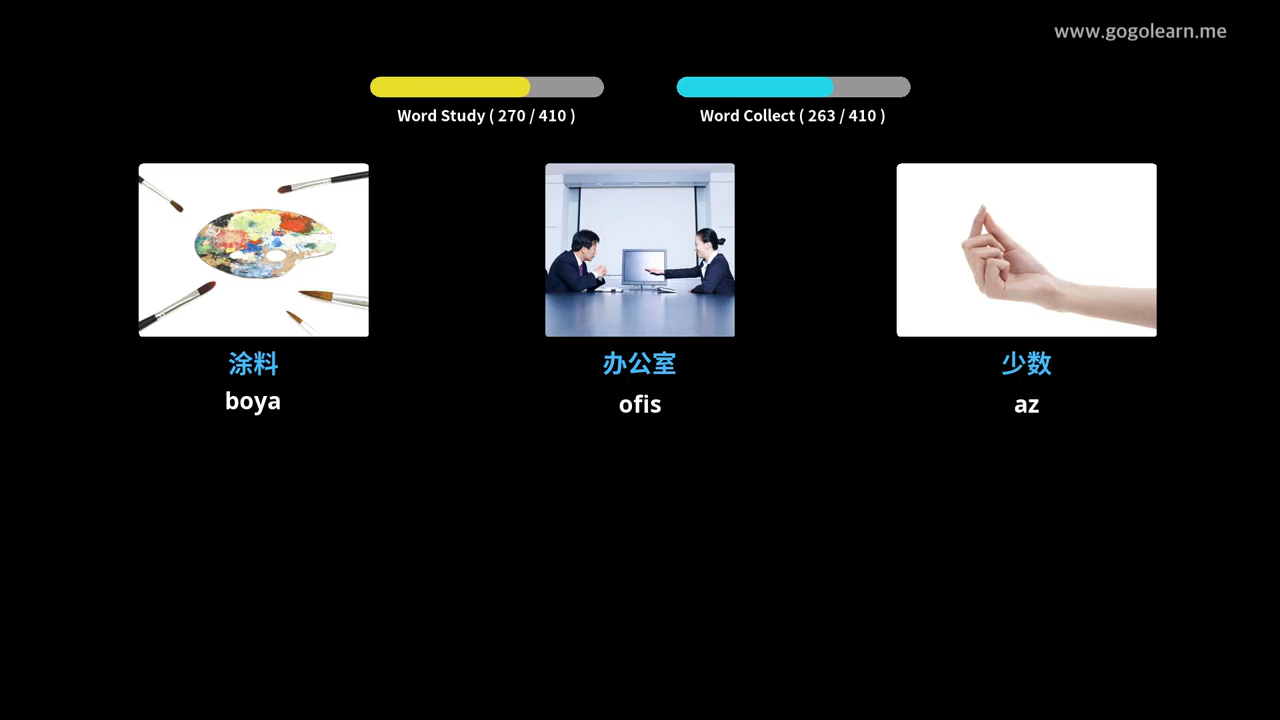 www.gogolearn.me
Word Study ( 270 / 410 )
Word Collect ( 263 / 410 )
涂料
boya
办公室
ofis
少数
az